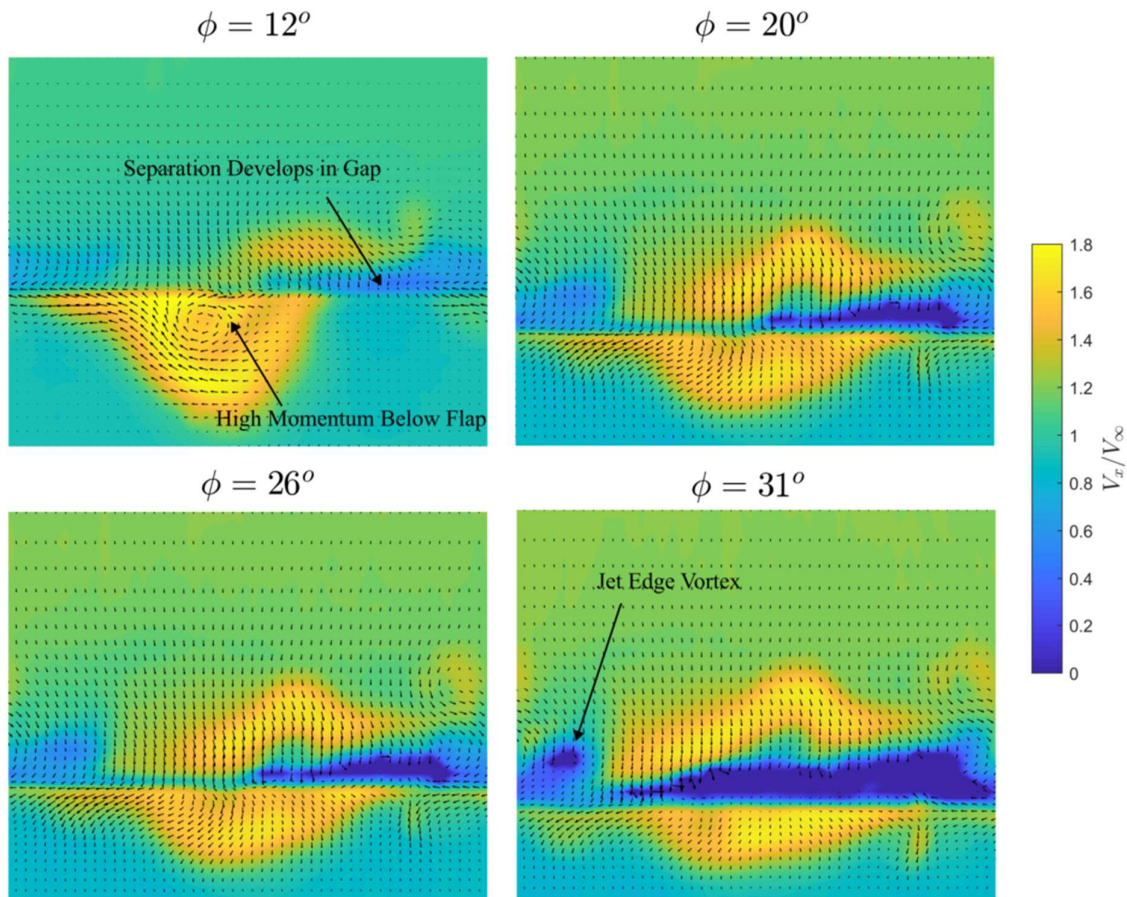 ϕ = 12°
ϕ = 20°
Separation Develops in Gap
High Momentum Below Flap
ϕ = 26°
ϕ = 31°
Jet Edge Vortex
1.8
1.6
1.4
1.2
1
0.8
0.6
0.4
0.2
0
V_x/V_∞